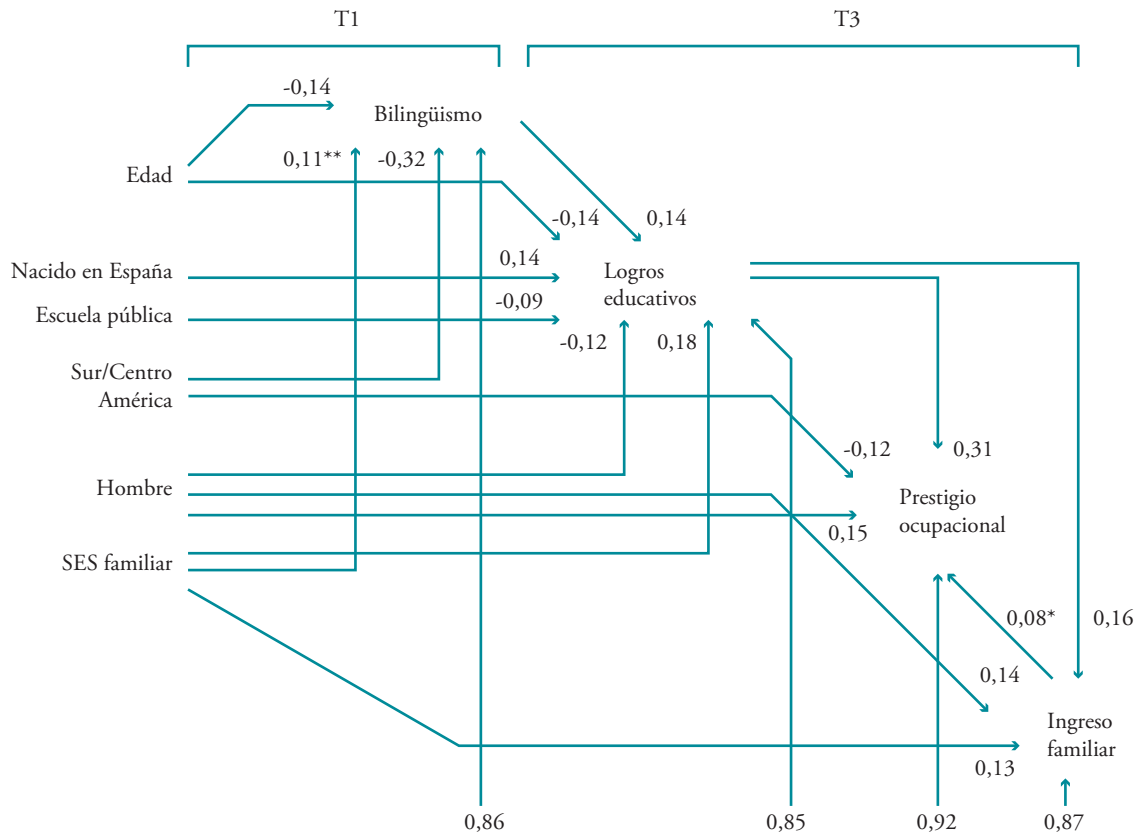 T1
T3
-0,14
Bilingüismo
0,11**
-0,32
Edad
-0,14
0,14
Nacido en España
0,14
Logros
educativos
Escuela pública
-0,09
-0,12
0,18
Sur/Centro
América
-0,12
0,31
Hombre
Prestigio
ocupacional
0,15
SES familiar
0,08*
0,16
0,14
Ingreso
familiar
0,13
0,86
0,85
0,92
0,87